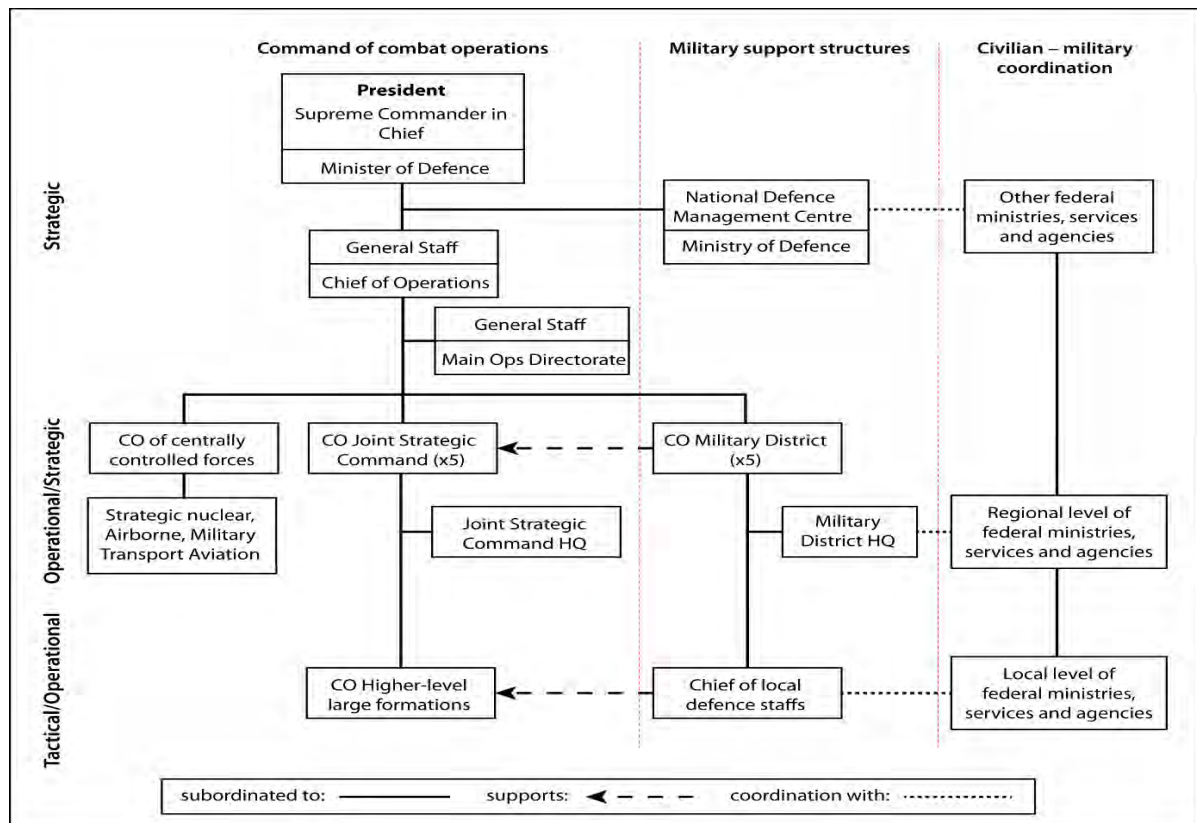 Command of combat operations
Military support structures
Civilian – military
coordination
Strategic
President
Supreme Commander in
Chief
Minister of Defence
National Defence
Management Centre
Ministry of Defence
Other federal
ministries, services
and agencies
General Staff
Chief of Operations
General Staff
Main Ops Directorate
Operational/Strategic
CO of centrally
controlled forces
CO Joint Strategic
Command (x5)
CO Military District
(x5)
Strategic nuclear,
Airborne, Military
Transport Aviation
Joint Strategic
Command HQ
Military
District HQ
Regional level of
federal ministries,
services and agencies
Tactical/Operational
CO Higher-level
large formations
Chief of local
defence staffs
Local level of
federal ministries,
services and agencies
subordinated to:
supports:
coordination with: